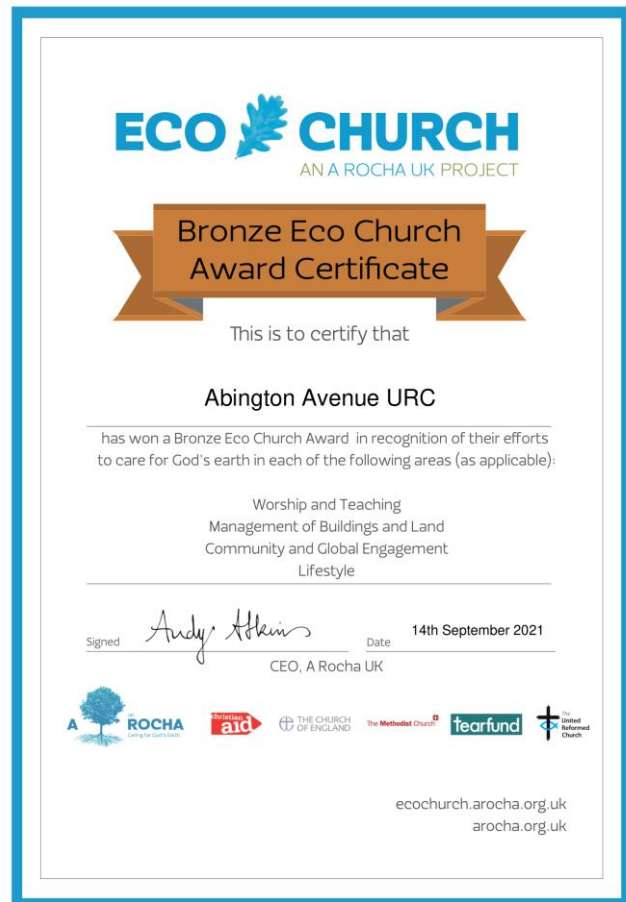 ECO CHURCH
AN A ROCHA UK PROJECT
Bronze Eco Church
Award Certificate
This is to certify that
Abington Avenue URC
has won a Bronze Eco Church Award in recognition of their efforts
to care for God's earth in each of the following areas (as applicable):
Worship and Teaching
Management of Buildings and Land
Community and Global Engagement
Lifestyle
Signed Andy Atkins Date 14th September 2021
CEO, A Rocha UK
A ROCHA
Caring for God's Earth
christian
aid
THE CHURCH
OF ENGLAND
The Methodist Church
tearfund
The
United
Reformed
Church
ecochurch.arocha.org.uk
arocha.org.uk